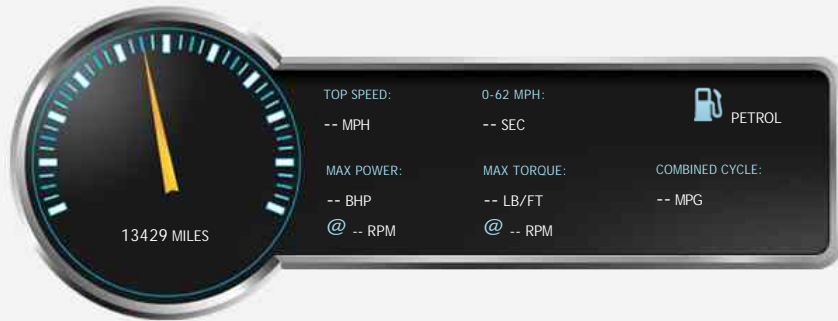 TOP SPEED:
-- MPH
0-62 MPH:
-- SEC
PETROL
MAX POWER:
-- BHP
@ -- RPM
MAX TORQUE:
-- LB/FT
@ -- RPM
COMBINED CYCLE:
-- MPG
13429 MILES